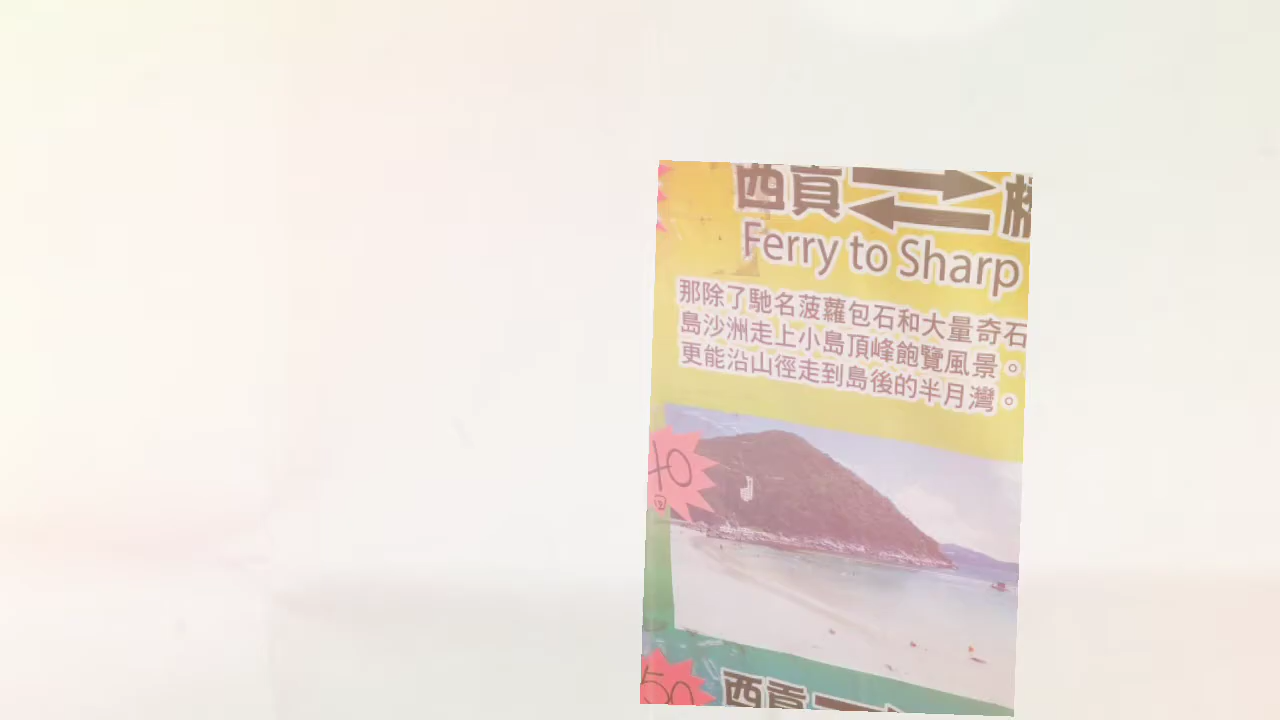 西貢
Ferry to Sharp
那除了馳名菠蘿包石和大量奇石
島沙洲走上小島頂峰飽覽風景。
更能沿山徑走到島後的半月灣。
50
西貢